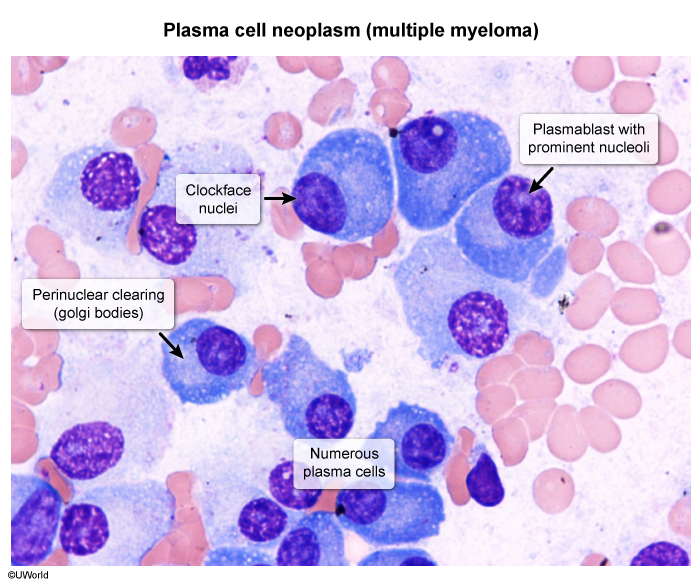 Plasma cell neoplasm (multiple myeloma)
Plasmablast with
prominent nucleoli
Clockface
nuclei
Perinuclear clearing
(golgi bodies)
Numerous
plasma cells
©UWorld